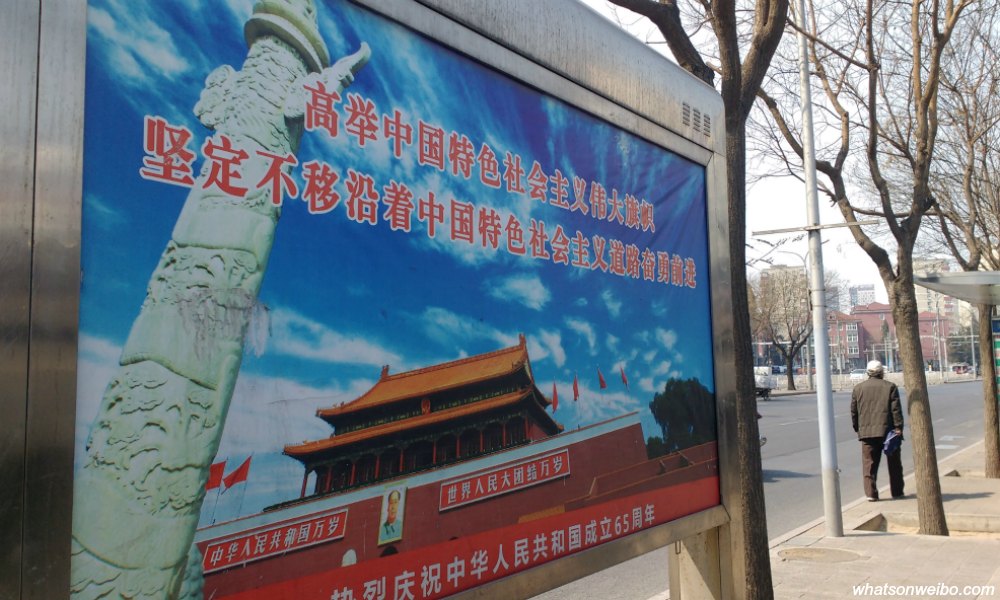 高举中国特色社会主义伟大旗帜
坚定不移沿着中国特色社会主义道路奋勇前进
中华人民共和国万岁
世界人民大团结万岁
热烈庆祝中华人民共和国成立65周年
whatsonweibo.com